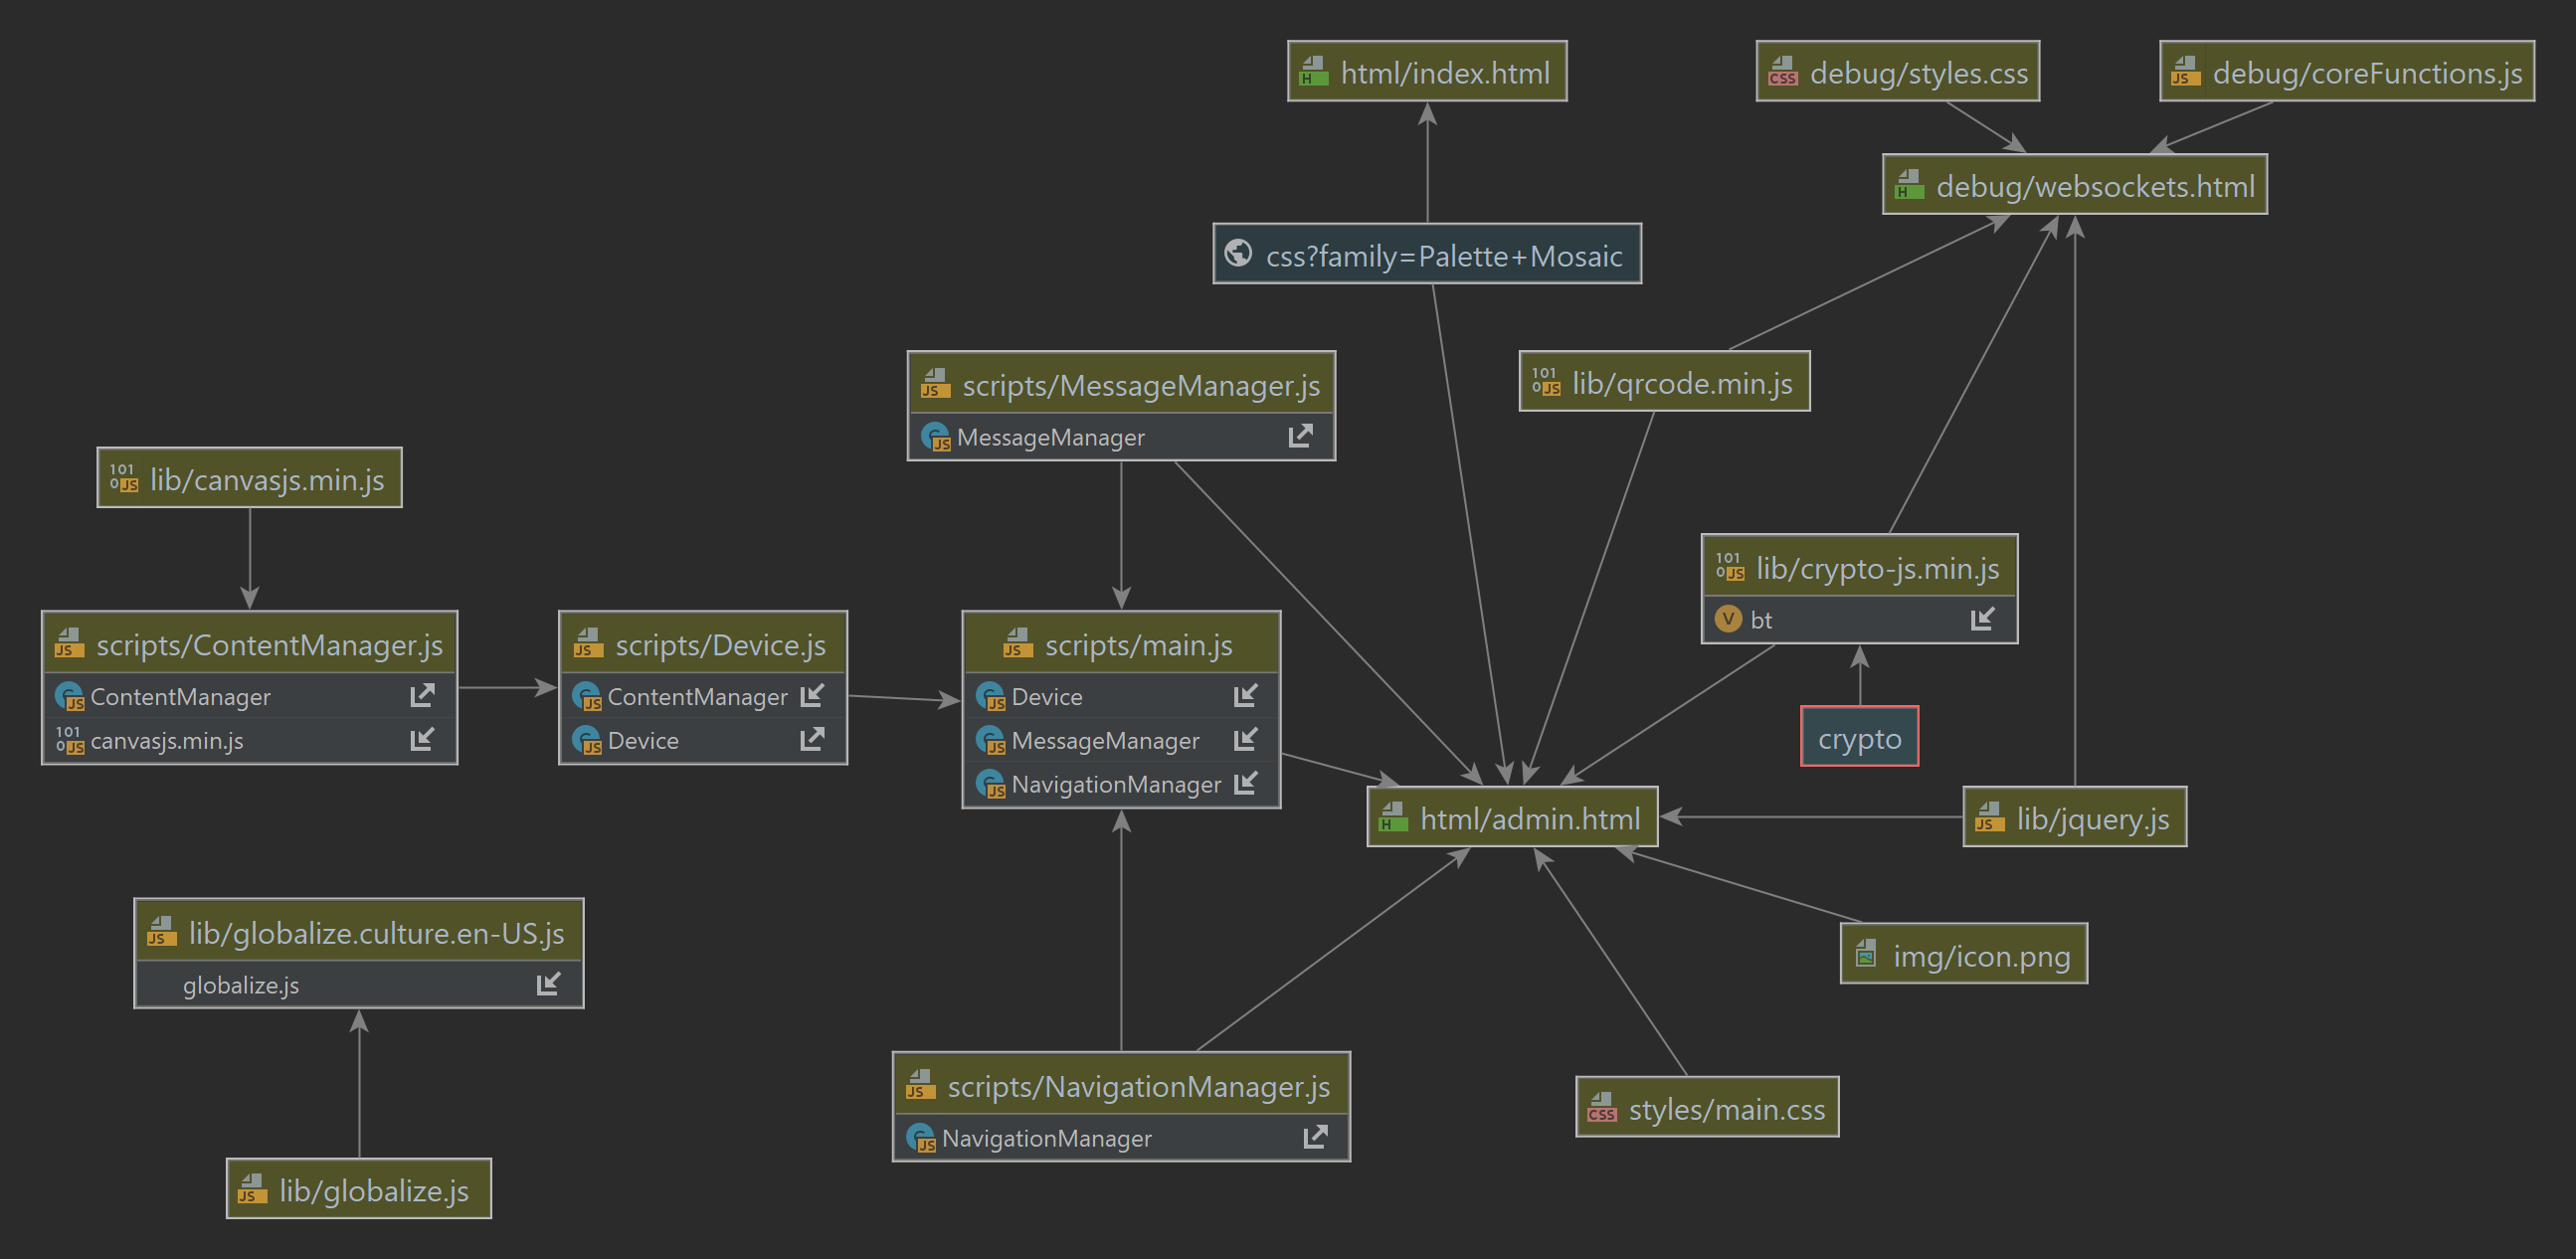 html/index.html
debug/styles.css
debug/coreFunctions.js
debug/websockets.html
css?family=Palette+Mosaic
scripts/MessageManager.js
MessageManager
lib/qrcode.min.js
lib/canvasjs.min.js
lib/crypto-js.min.js
bt
scripts/ContentManager.js
ContentManager
canvasjs.min.js
scripts/Device.js
ContentManager
Device
scripts/main.js
Device
MessageManager
NavigationManager
crypto
html/admin.html
lib/jquery.js
lib/globalize.culture.en-US.js
globalize.js
img/icon.png
scripts/NavigationManager.js
NavigationManager
styles/main.css
lib/globalize.js